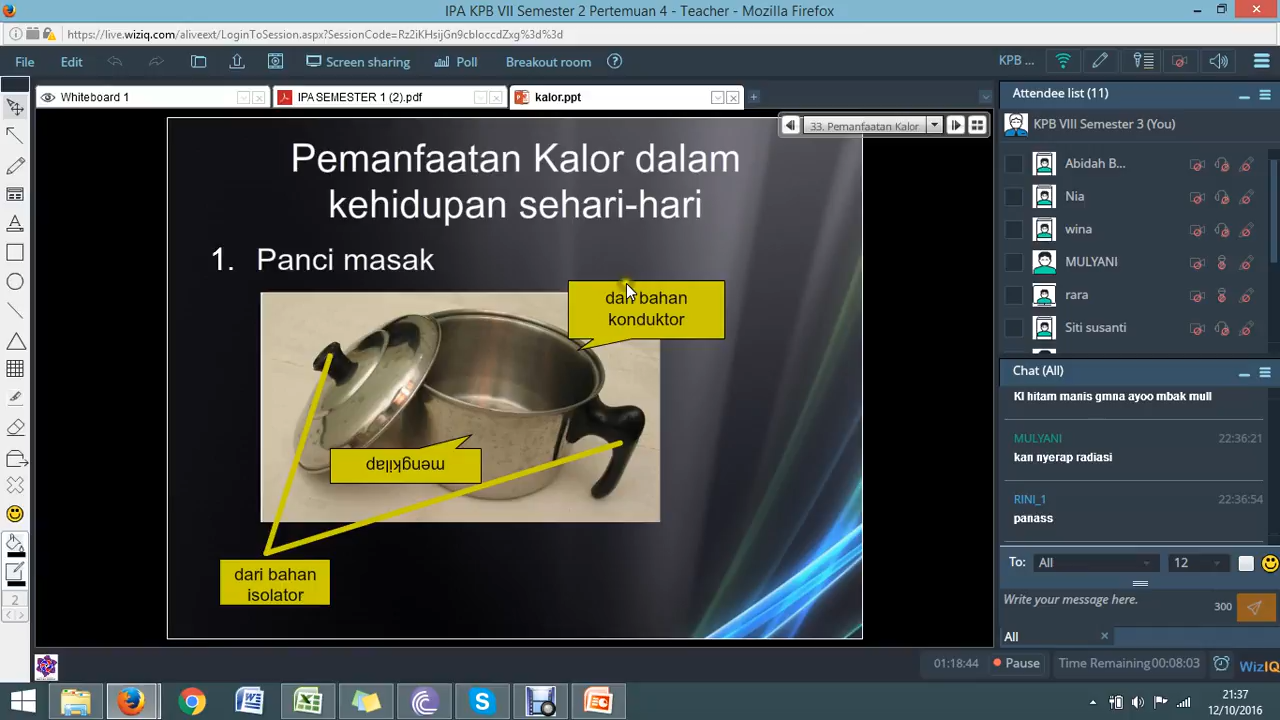 IPA KPB VII Semester 2 Pertemuan 4 - Teacher - Mozilla Firefox
https://live.wiziq.com/aliveext/LoginToSession.aspx?SessionCode=Rz2iKHsijGn9cbloccdZxg%3d%3d
File Edit Screen sharing Poll Breakout room ? KPB ...
Whiteboard 1
IPA SEMESTER 1 (2).pdf
kalor.ppt
33. Pemanfaatan Kalor
Pemanfaatan Kalor dalam
kehidupan sehari-hari
1. Panci masak
dari bahan
konduktor
mengkilap
dari bahan
isolator
2
Attendee list (11)
KPB VIII Semester 3 (You)
Abidah B...
Nia
wina
MULYANI
rara
Siti susanti
Chat (All)
Kl hitam manis gmna ayoo mbak mull
MULYANI 22:36:21
kan nyerap radiasi
RINI_1 22:36:54
panass
To: All 12
Write your message here. 300
All
01:18:44 Pause Time Remaining 00:08:03 WizIQ
21:37
12/10/2016